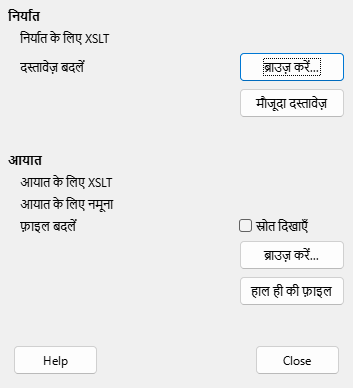 निर्यात
निर्यात के लिए XSLT
दस्तावेज़ बदलें
ब्राउज़ करें...
मौजूदा दस्तावेज़
आयात
आयात के लिए XSLT
आयात के लिए नमूना
फ़ाइल बदलें
स्रोत दिखाएँ
ब्राउज़ करें...
हाल ही की फ़ाइल
Help
Close